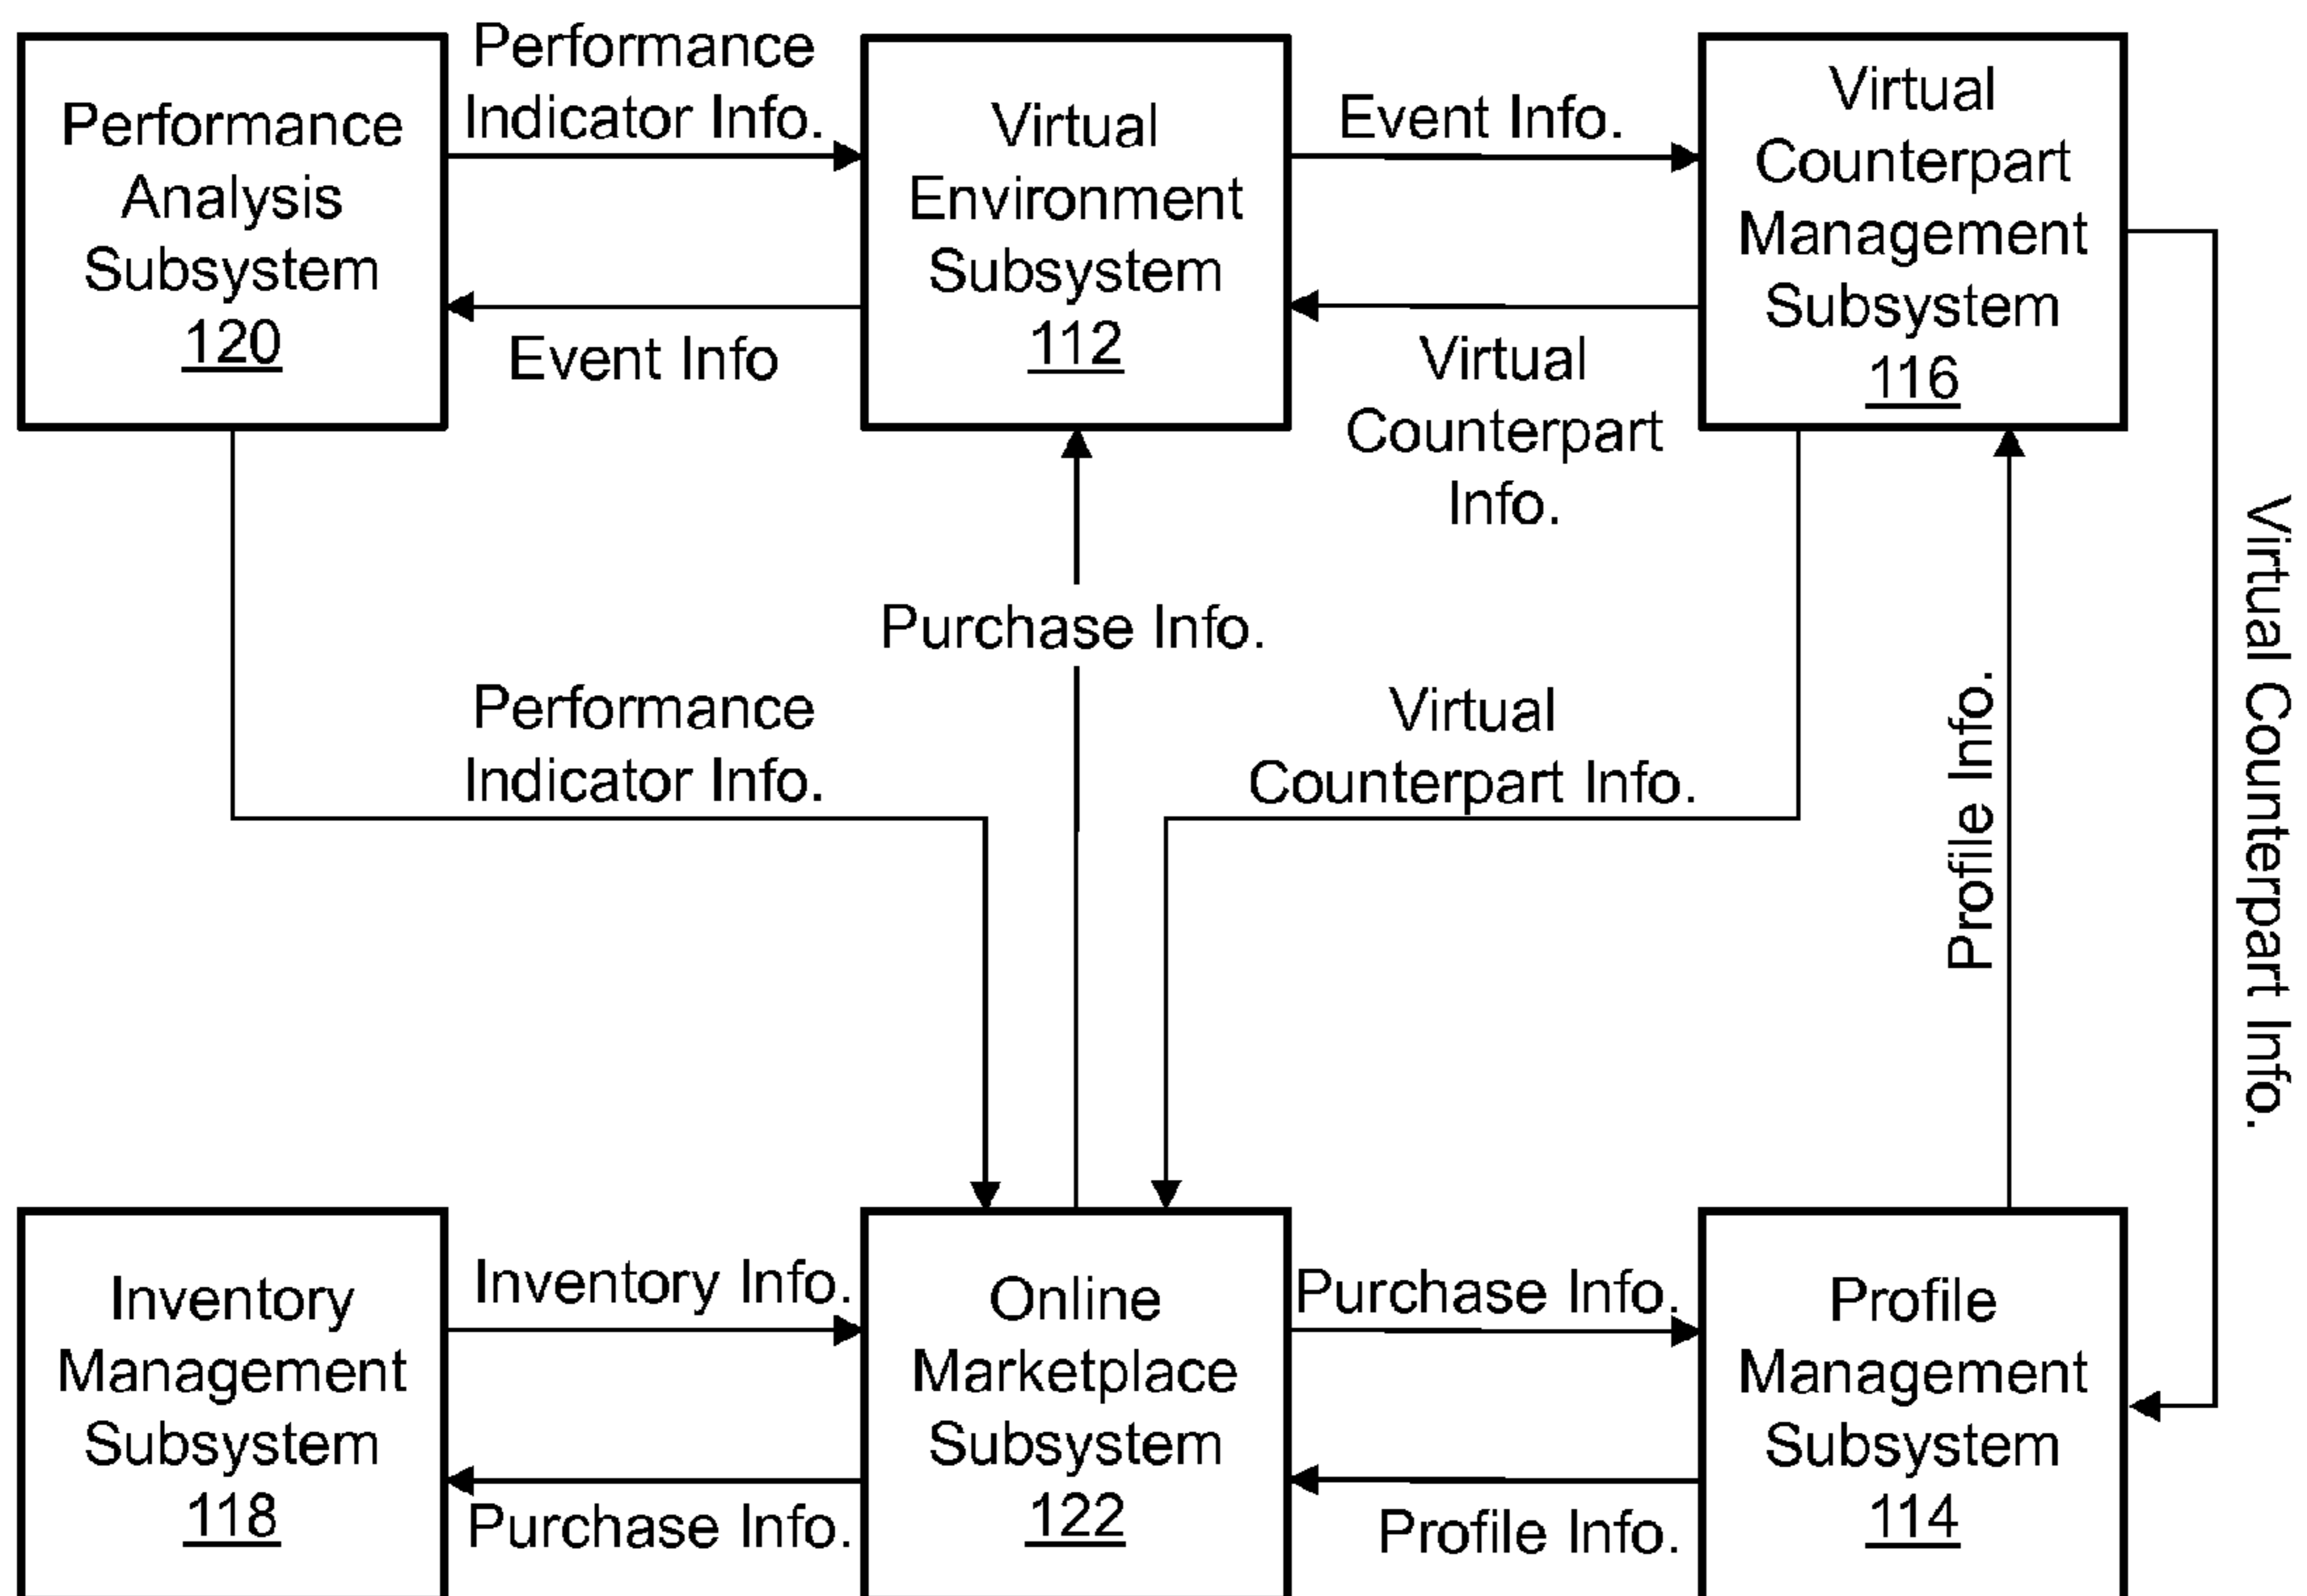 Performance
Analysis
Subsystem
120
Performance
Indicator Info.
Event Info
Virtual
Environment
Subsystem
112
Event Info.
Virtual
Counterpart
Info.
Virtual
Counterpart
Management
Subsystem
116
Purchase Info.
Performance
Indicator Info.
Virtual
Counterpart Info.
Profile Info.
Virtual Counterpart Info.
Inventory
Management
Subsystem
118
Inventory Info.
Purchase Info.
Online
Marketplace
Subsystem
122
Purchase Info.
Profile Info.
Profile
Management
Subsystem
114